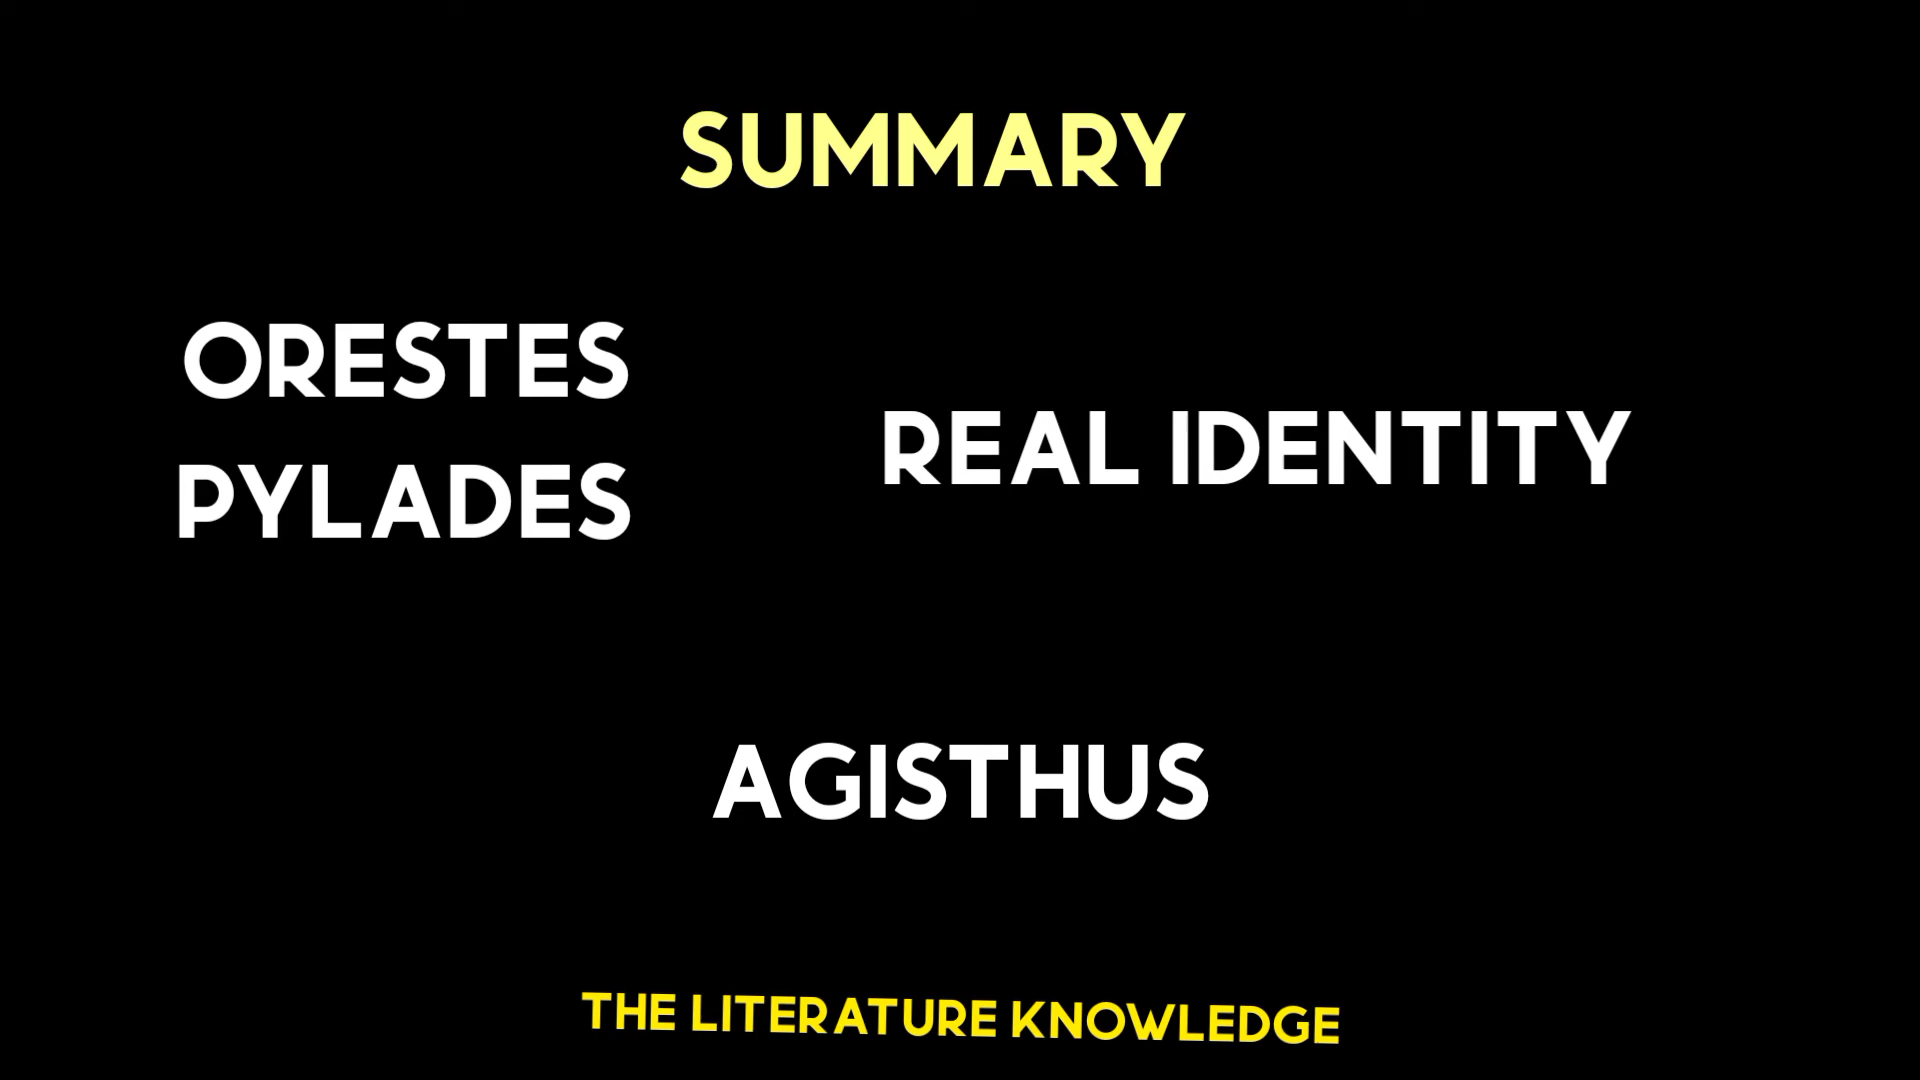 SUMMARY
ORESTES
PYLADES
REAL IDENTITY
AGISTHUS
THE LITERATURE KNOWLEDGE